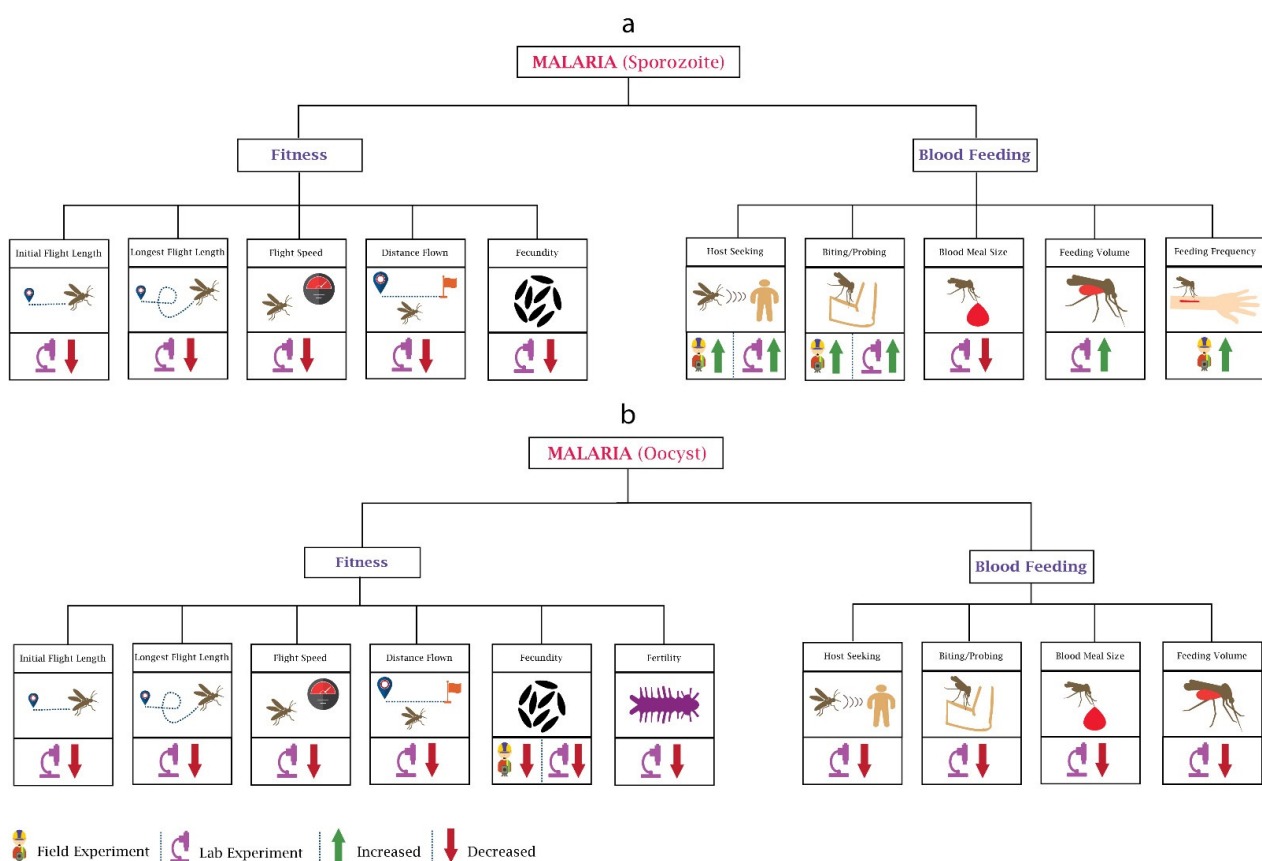 a
MALARIA (Sporozoite)
Fitness
Blood Feeding
Initial Flight Length
Longest Flight Length
Flight Speed
Distance Flown
Fecundity
Host Seeking
Biting/Probing
Blood Meal Size
Feeding Volume
Feeding Frequency
b
MALARIA (Oocyst)
Fitness
Blood Feeding
Initial Flight Length
Longest Flight Length
Flight Speed
Distance Flown
Fecundity
Fertility
Host Seeking
Biting/Probing
Blood Meal Size
Feeding Volume
Field Experiment
Lab Experiment
Increased
Decreased